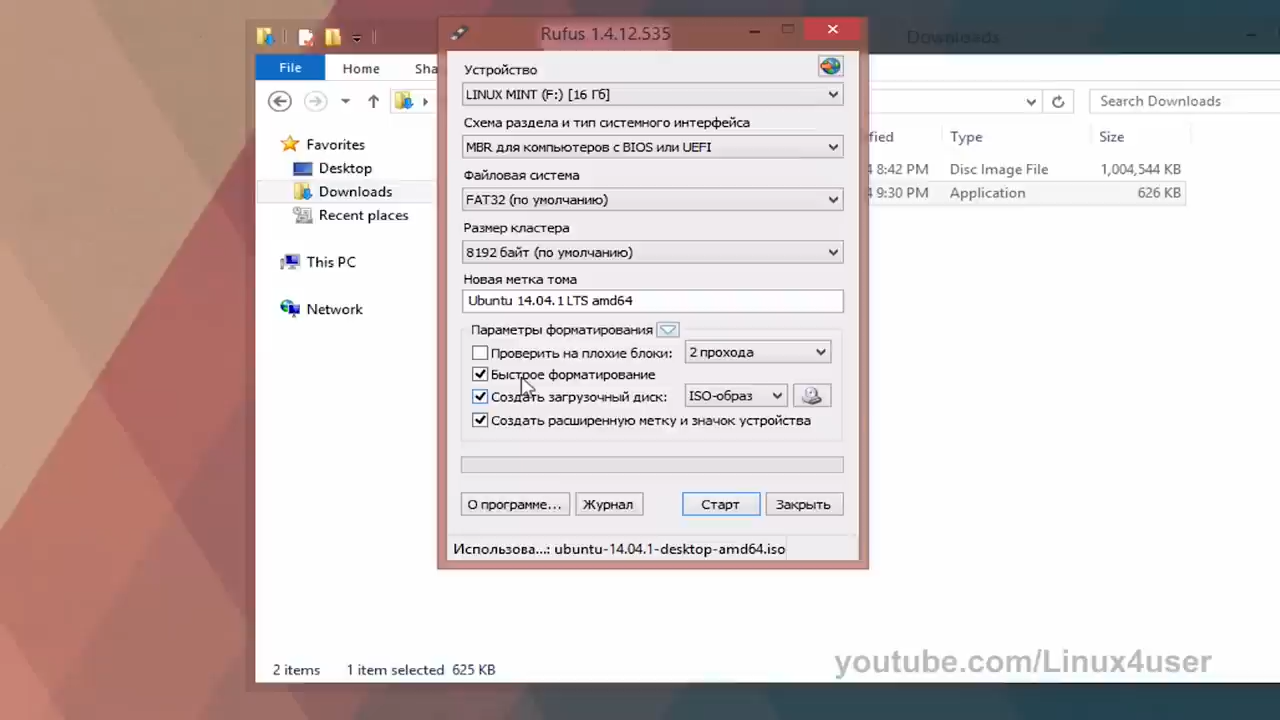 Rufus 1.4.12.535
Downloads
File
Home
Sha
Search Downloads
Favorites
Desktop
Downloads
Recent places
This PC
Network
Устройство
LINUX MINT (F:) [16 Гб]
Схема раздела и тип системного интерфейса
MBR для компьютеров с BIOS или UEFI
Файловая система
FAT32 (по умолчанию)
Размер кластера
8192 байт (по умолчанию)
Новая метка тома
Ubuntu 14.04.1 LTS amd64
Параметры форматирования
Проверить на плохие блоки: 2 прохода
Быстрое форматирование
Создать загрузочный диск: ISO-образ
Создать расширенную метку и значок устройства
О программе... Журнал Старт Закрыть
Использова...: ubuntu-14.04.1-desktop-amd64.iso
fied Type Size
4 8:42 PM Disc Image File 1,004,544 KB
4 9:30 PM Application 626 KB
2 items 1 item selected 625 KB
youtube.com/Linux4user